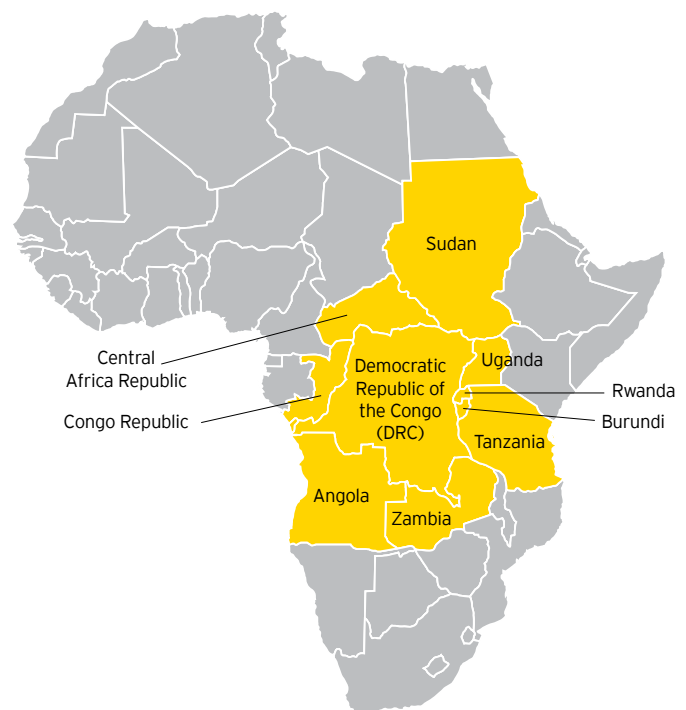 Sudan
Central
Africa Republic
Congo Republic
Democratic
Republic of
the Congo
(DRC)
Uganda
Rwanda
Burundi
Tanzania
Angola
Zambia